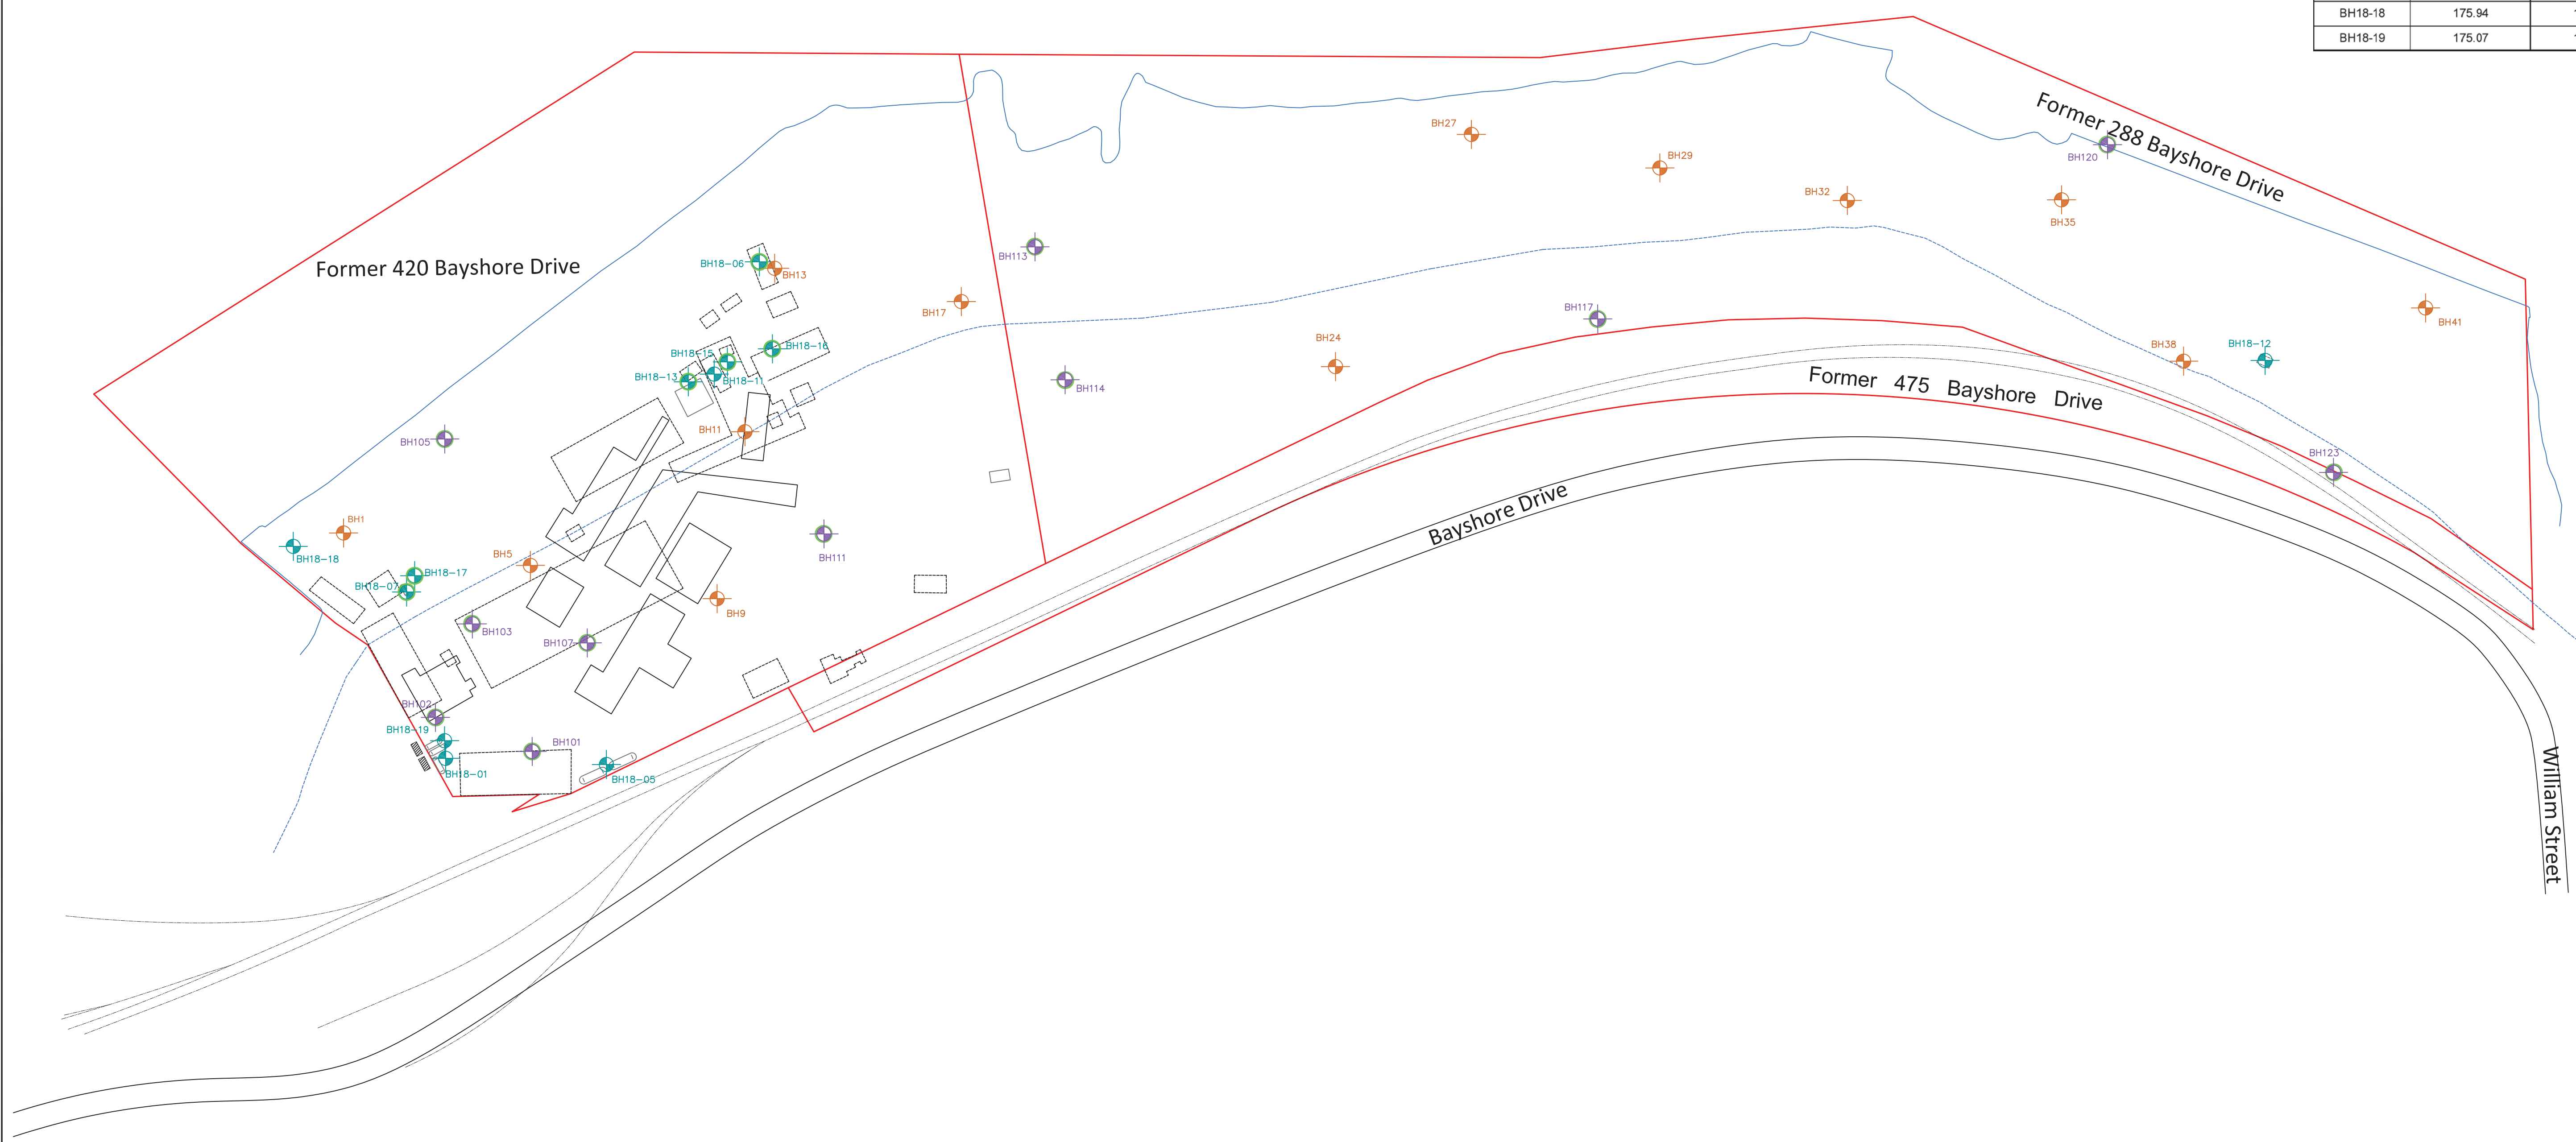 BH18-18 175.94
BH18-19 175.07
Former 288 Bayshore Drive
BH27
BH29
BH120
BH32
BH35
BH113
Former 420 Bayshore Drive
BH18-06
BH13
BH17
BH117
BH41
BH24
BH38
BH18-12
BH18-15
BH18-16
BH18-13
BH18-11
BH114
Former 475 Bayshore Drive
BH11
BH105
BH123
Bayshore Drive
BH1
BH18-18
BH5
BH111
BH18-17
BH18-07
BH9
BH103
BH107
BH102
BH18-19
BH101
BH18-01
BH18-05
William Street